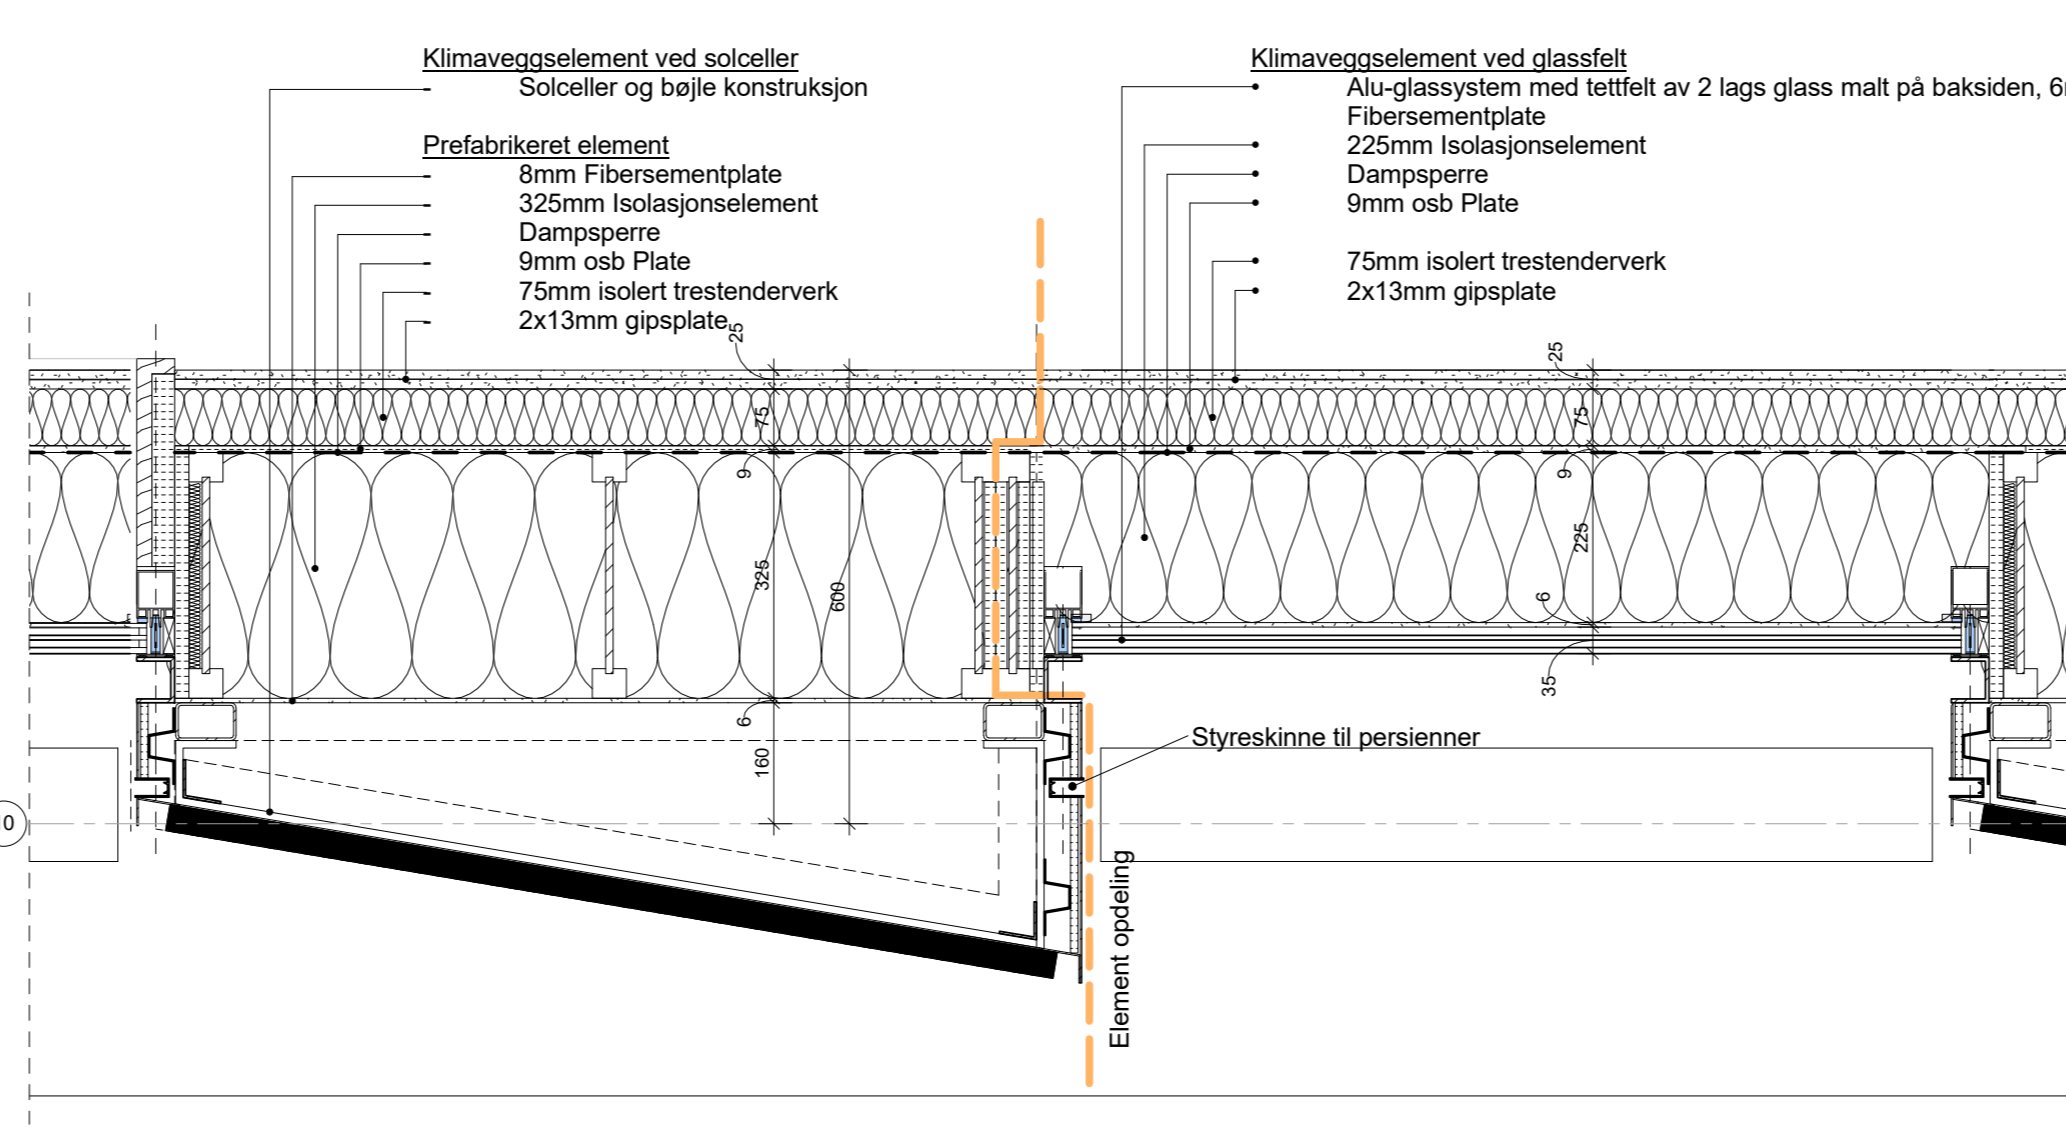 Klimaveggselement ved solceller
Solceller og bøjle konstruksjon
Prefabrikeret element
8mm Fibersementplate
325mm Isolasjonselement
Dampsperre
9mm osb Plate
75mm isolert trestenderverk
2x13mm gipsplate
Klimaveggselement ved glassfelt
Alu-glassystem med tettfelt av 2 lags glass malt på baksiden,
Fibersementplate
225mm Isolasjonselement
Dampsperre
9mm osb Plate
75mm isolert trestenderverk
2x13mm gipsplate
25
75
9
325
600
6
160
25
75
9
225
6
35
Styreskinne til persienner
Element opdeling